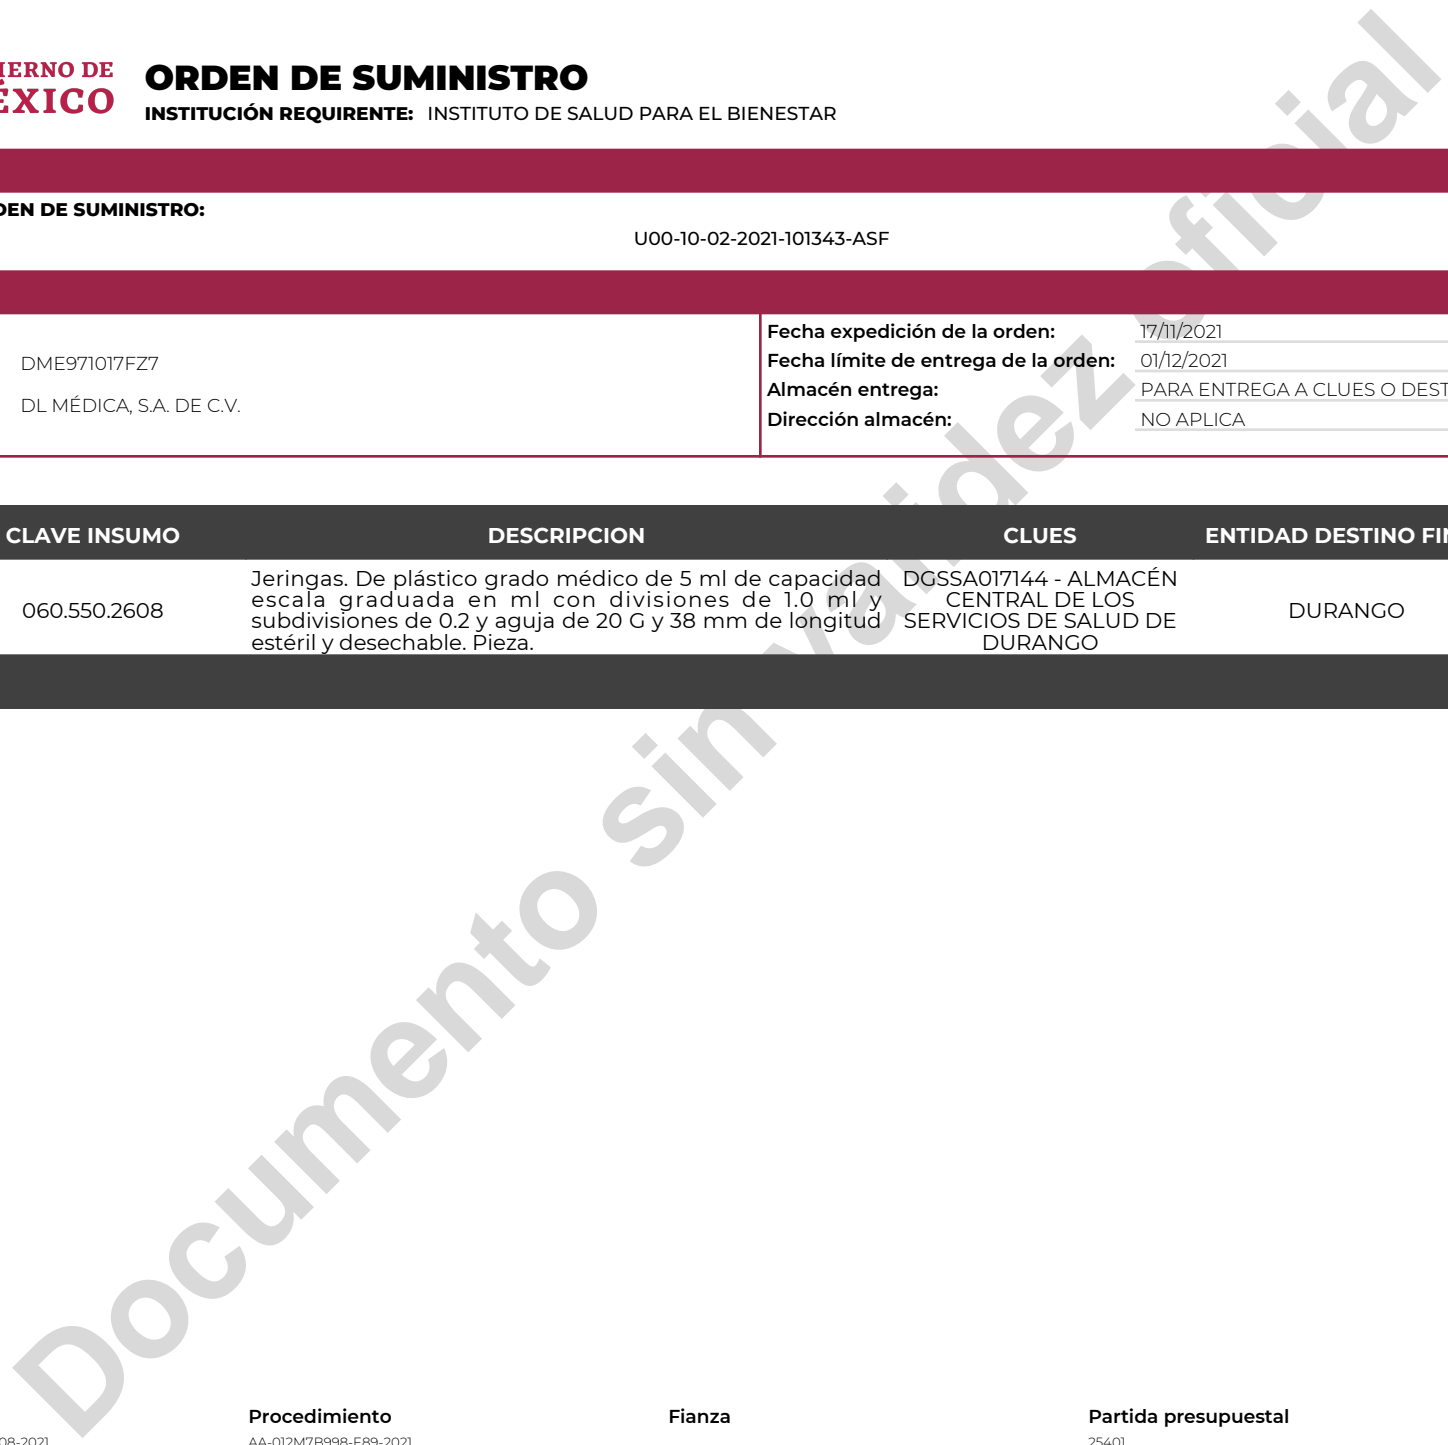 IERNO DE
ÉXICO
ORDEN DE SUMINISTRO
INSTITUCIÓN REQUIRENTE: INSTITUTO DE SALUD PARA EL BIENESTAR
DEN DE SUMINISTRO:
U00-10-02-2021-101343-ASF
DME971017FZ7
DL MÉDICA, S.A. DE C.V.
Fecha expedición de la orden: 17/11/2021
Fecha límite de entrega de la orden: 01/12/2021
Almacén entrega: PARA ENTREGA A CLUES O DEST
Dirección almacén: NO APLICA
CLAVE INSUMO DESCRIPCION CLUES ENTIDAD DESTINO FIN
060.550.2608
Jeringas. De plástico grado médico de 5 ml de capacidad
escala graduada en ml con divisiones de 1.0 ml y
subdivisiones de 0.2 y aguja de 20 G y 38 mm de longitud
estéril y desechable. Pieza.
DGSSA017144 - ALMACÉN
CENTRAL DE LOS
SERVICIOS DE SALUD DE
DURANGO
DURANGO
Documento sin validez oficial
Procedimiento Fianza Partida presupuestal
08-2021 AA-012M7B998-E89-2021 25401